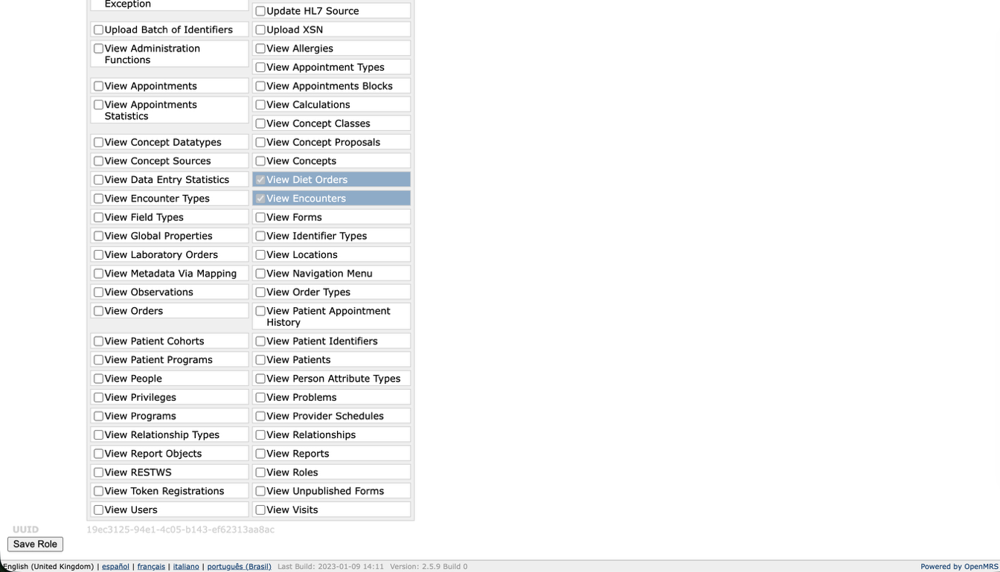 Exception
Update HL7 Source
Upload Batch of Identifiers
Upload XSN
View Administration
Functions
View Allergies
View Appointment Types
View Appointments
View Appointments Blocks
View Appointments
Statistics
View Calculations
View Concept Classes
View Concept Datatypes
View Concept Proposals
View Concept Sources
View Concepts
View Data Entry Statistics
View Diet Orders
View Encounter Types
View Encounters
View Field Types
View Forms
View Global Properties
View Identifier Types
View Laboratory Orders
View Locations
View Metadata Via Mapping
View Navigation Menu
View Observations
View Order Types
View Orders
View Patient Appointment
History
View Patient Cohorts
View Patient Identifiers
View Patient Programs
View Patients
View People
View Person Attribute Types
View Privileges
View Problems
View Programs
View Provider Schedules
View Relationship Types
View Relationships
View Report Objects
View Reports
View RESTWS
View Roles
View Token Registrations
View Unpublished Forms
View Users
View Visits
UUID 19ec3125-94e1-4c05-b143-ef62313aa8ac
Save Role
English (United Kingdom) | español | français | italiano | português (Brasil) Last Build: 2023-01-09 14:11 Version: 2.5.9 Build 0 Powered by OpenMRS